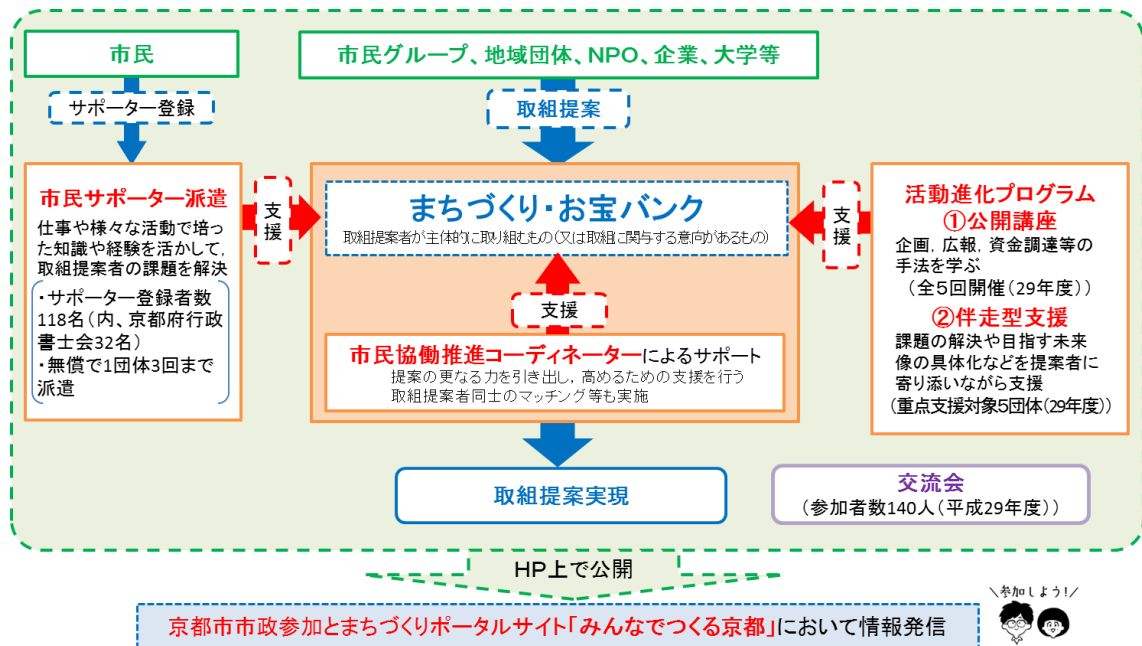 市民
サポーター登録
市民グループ、地域団体、NPO、企業、大学等
取組提案
市民サポーター派遣
仕事や様々な活動で培っ
た知識や経験を活かして，
取組提案者の課題を解決
・サポーター登録者数
118名（内、京都府行政
書士会32名）
・無償で1団体3回まで
派遣
支援
まちづくり・お宝バンク
取組提案者が主体的に取り組むもの（又は取組に関与する意向があるもの）
支援
市民協働推進コーディネーターによるサポート
提案の更なる力を引き出し，高めるための支援を行う
取組提案者同士のマッチング等も実施
支援
活動進化プログラム
①公開講座
企画，広報，資金調達等の
手法を学ぶ
（全５回開催（29年度））
②伴走型支援
課題の解決や目指す未来
像の具体化などを提案者に
寄り添いながら支援
（重点支援対象5団体（29年度））
取組提案実現
交流会
（参加者数140人（平成29年度））
HP上で公開
京都市市政参加とまちづくりポータルサイト「みんなでつくる京都」において情報発信
＼参加しよう！／